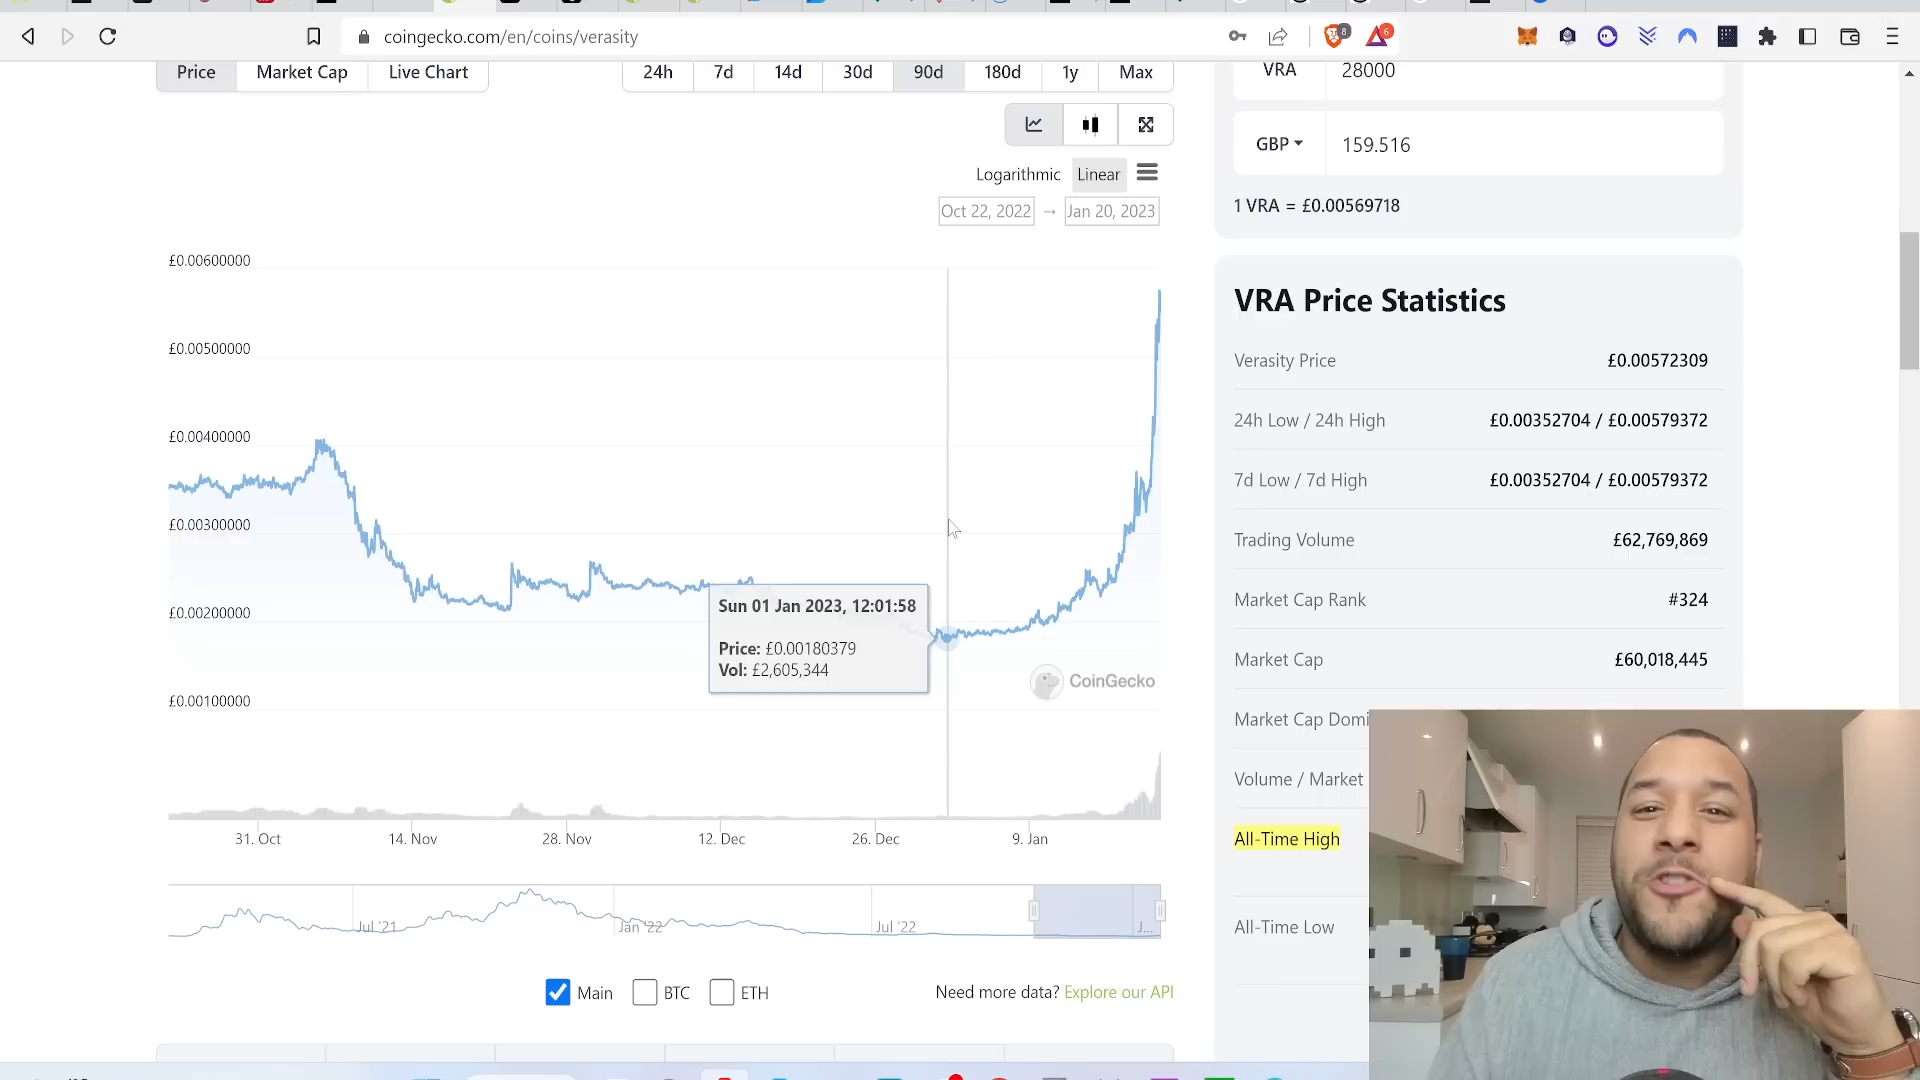 coingecko.com/en/coins/verasity
8
6
Price
Market Cap
Live Chart
24h
7d
14d
30d
90d
180d
1y
Max
Logarithmic
Linear
Oct 22, 2022 → Jan 20, 2023
£0.00600000
£0.00500000
£0.00400000
£0.00300000
£0.00200000
£0.00100000
Sun 01 Jan 2023, 12:01:58
Price: £0.00180379
Vol: £2,605,344
CoinGecko
31. Oct
14. Nov
28. Nov
12. Dec
26. Dec
9. Jan
Jul '21
Jan '22
Jul '22
J...
Main
BTC
ETH
Need more data? Explore our API
VRA
28000
GBP
159.516
1 VRA = £0.00569718
VRA Price Statistics
Verasity Price
£0.00572309
24h Low / 24h High
£0.00352704 / £0.00579372
7d Low / 7d High
£0.00352704 / £0.00579372
Trading Volume
£62,769,869
Market Cap Rank
#324
Market Cap
£60,018,445
Market Cap Domi
Volume / Market
All-Time High
All-Time Low